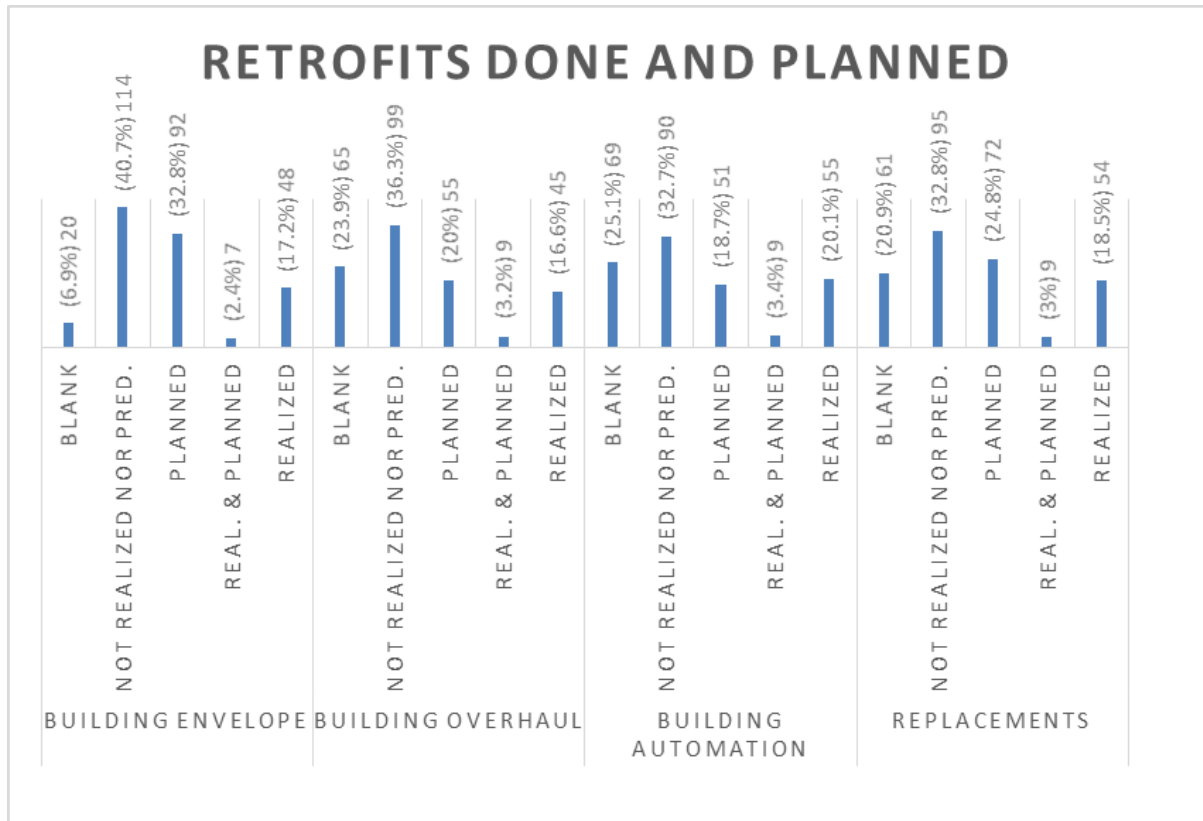 RETROFITS DONE AND PLANNED
(6.9%) 20
(40.7%) 114
(32.8%) 92
(2.4%) 7
(17.2%) 48
(23.9%) 65
(36.3%) 99
(20%) 55
(3.2%) 9
(16.6%) 45
(25.1%) 69
(32.7%) 90
(18.7%) 51
(3.4%) 9
(20.1%) 55
(20.9%) 61
(32.8%) 95
(24.8%) 72
(3%) 9
(18.5%) 54
BLANK
NOT REALIZED NOR PRED.
PLANNED
REAL. & PLANNED
REALIZED
BLANK
NOT REALIZED NOR PRED.
PLANNED
REAL. & PLANNED
REALIZED
BLANK
NOT REALIZED NOR PRED.
PLANNED
REAL. & PLANNED
REALIZED
BLANK
NOT REALIZED NOR PRED.
PLANNED
REAL. & PLANNED
REALIZED
BUILDING ENVELOPE
BUILDING OVERHAUL
BUILDING
AUTOMATION
REPLACEMENTS